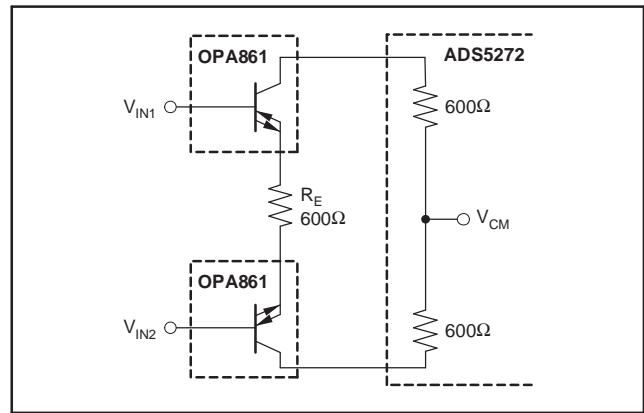 OPA861
ADS5272
V_IN1
600Ω
R_E
600Ω
V_CM
OPA861
V_IN2
600Ω